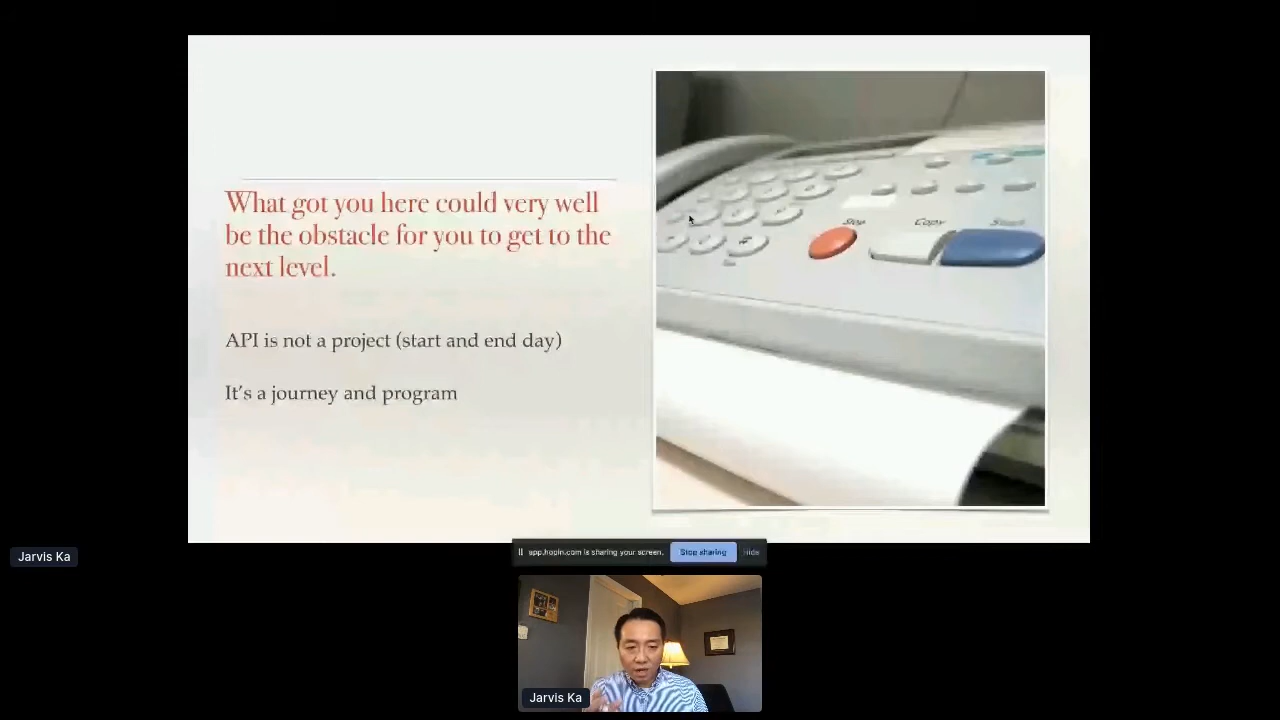 What got you here could very well
be the obstacle for you to get to the
next level.
API is not a project (start and end day)
It's a journey and program
Stop
Copy
Start
Jarvis Ka
app.hopin.com is sharing your screen.
Stop sharing
Hide
Jarvis Ka